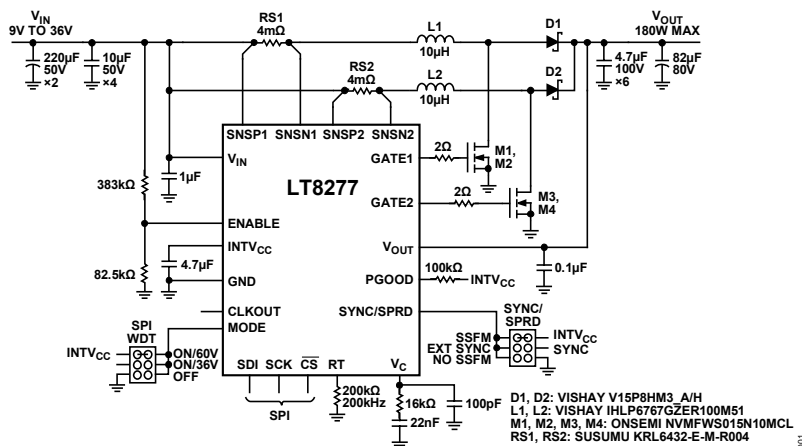 VIN
9V TO 36V
RS1
4mΩ
L1
10µH
D1
VOUT
180W MAX
220µF
50V
×2
10µF
50V
×4
RS2
4mΩ
L2
10µH
D2
4.7µF
100V
×6
82µF
80V
SNSP1 SNSN1 SNSP2 SNSN2
VIN
GATE1
2Ω
M1,
M2
1µF
383kΩ
LT8277
GATE2
2Ω
M3,
M4
ENABLE
INTVCC
VOUT
4.7µF
0.1µF
82.5kΩ
GND
PGOOD
100kΩ
INTVCC
CLKOUT
SYNC/SPRD
MODE
SPI
WDT
INTVCC
ON/60V
ON/36V
OFF
SYNC/
SPRD
SSFM
EXT SYNC
NO SSFM
INTVCC
SYNC
SDI SCK CS RT VC
SPI
200kΩ
200kHz
16kΩ
22nF
100pF
D1, D2: VISHAY V15P8HM3_A/H
L1, L2: VISHAY IHLP6767GZER100M51
M1, M2, M3, M4: ONSEMI NVMFWS015N10MCL
RS1, RS2: SUSUMU KRL6432-E-M-R004